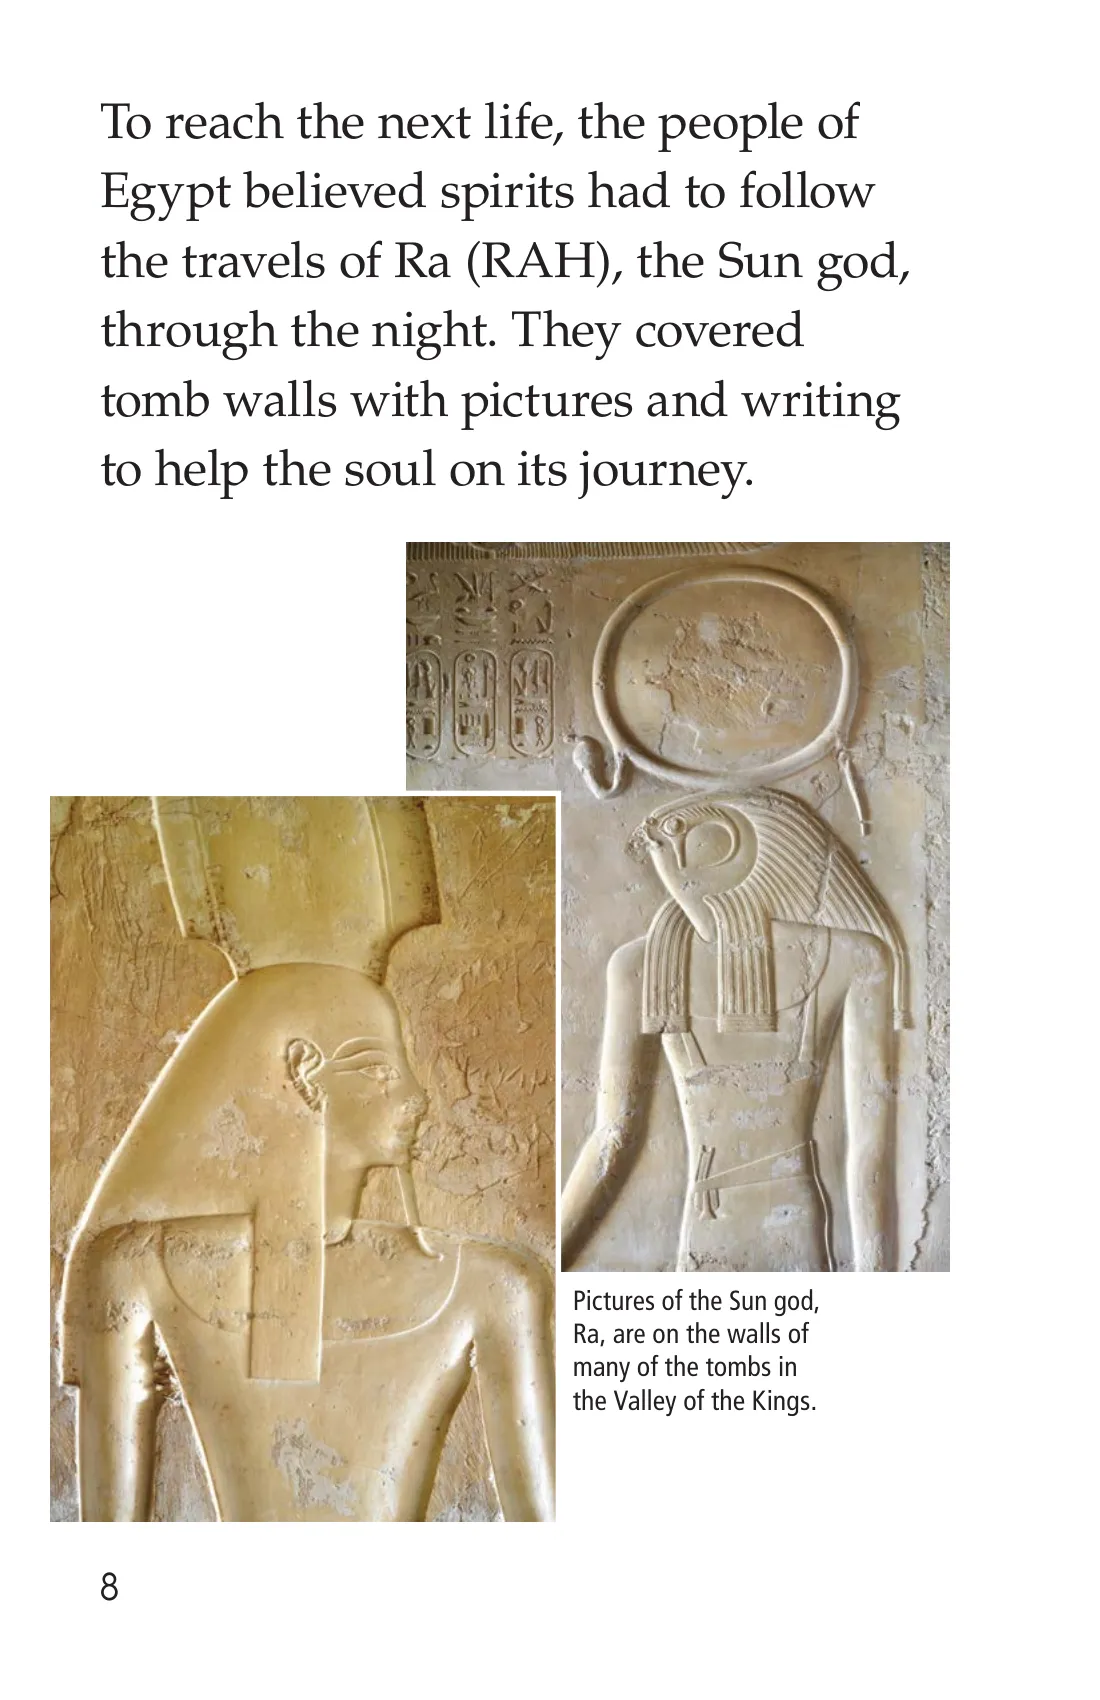 To reach the next life, the people of
Egypt believed spirits had to follow
the travels of Ra (RAH), the Sun god,
through the night. They covered
tomb walls with pictures and writing
to help the soul on its journey.
Pictures of the Sun god,
Ra, are on the walls of
many of the tombs in
the Valley of the Kings.
8